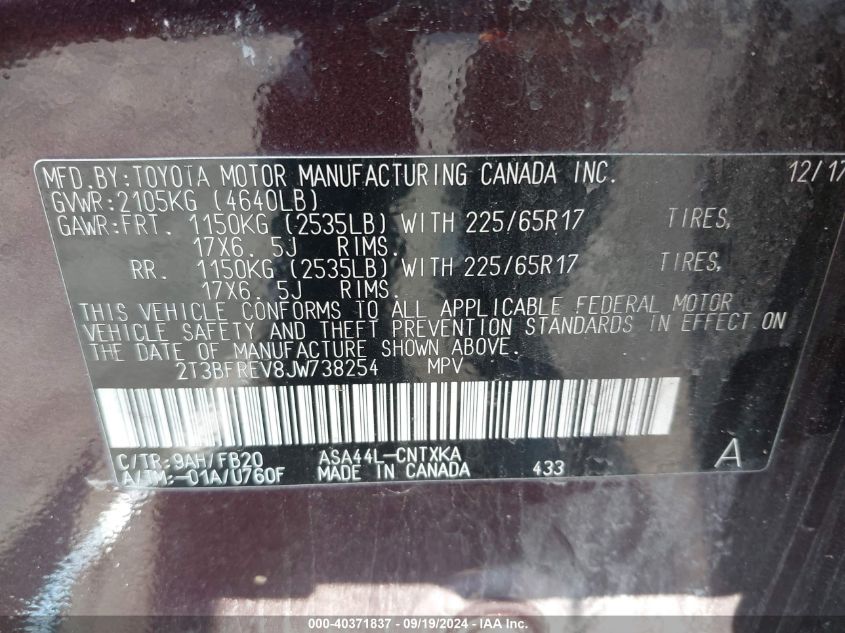 MFD.BY:TOYOTA MOTOR MANUFACTURING CANADA INC. 12/17
GVWR:2105KG (4640LB)
GAWR:FRT. 1150KG (2535LB) WITH 225/65R17 TIRES,
17X6.5J RIMS.
RR. 1150KG (2535LB) WITH 225/65R17 TIRES,
17X6.5J RIMS.
THIS VEHICLE CONFORMS TO ALL APPLICABLE FEDERAL MOTOR
VEHICLE SAFETY AND THEFT PREVENTION STANDARDS IN EFFECT ON
THE DATE OF MANUFACTURE SHOWN ABOVE.
2T3BFREV8JW738254 MPV
C/TR:9AH/FB20 ASA44L-CNTXKA A
A/TM:-01A/U760F MADE IN CANADA 433
000-40371837 - 09/19/2024 - IAA, Inc.